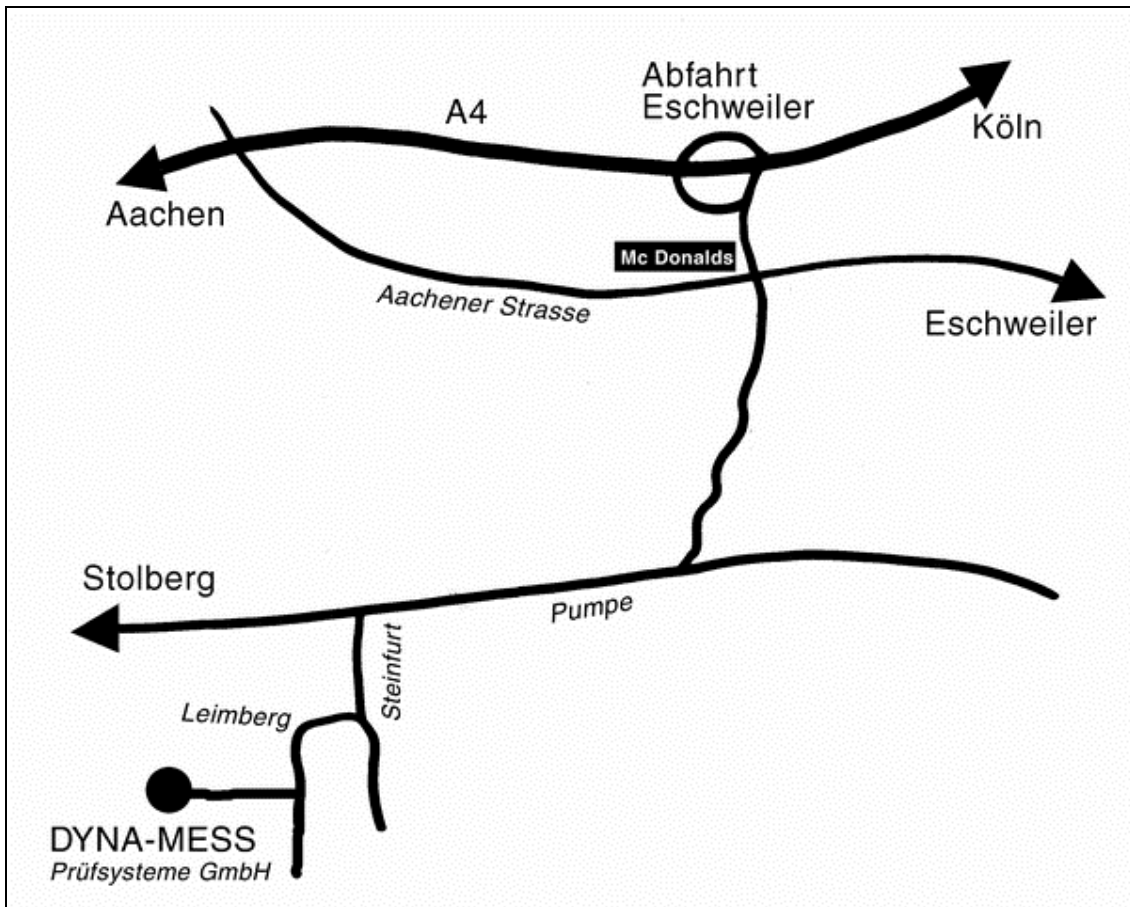 Abfahrt
Eschweiler
A4
Köln
Aachen
Mc Donalds
Aachener Strasse
Eschweiler
Stolberg
Pumpe
Steinfurt
Leimberg
DYNA-MESS
Prüfsysteme GmbH